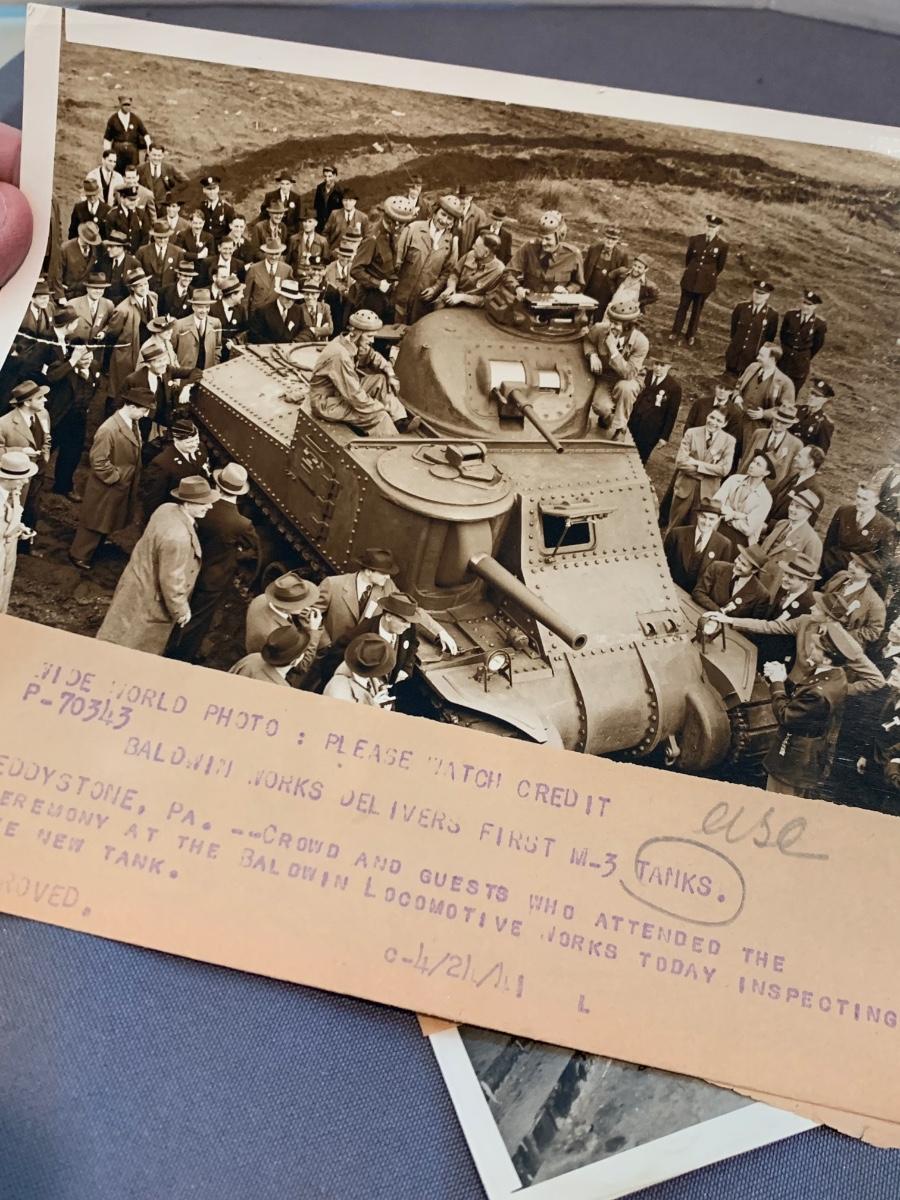 WIDE WORLD PHOTO : PLEASE WATCH CREDIT
P-70343
BALDWIN WORKS DELIVERS FIRST M-3 TANKS.
use
EDDYSTONE, PA. --CROWD AND GUESTS WHO ATTENDED THE
EREMONY AT THE BALDWIN LOCOMOTIVE WORKS TODAY INSPECTING
E NEW TANK.
ROVED.
L